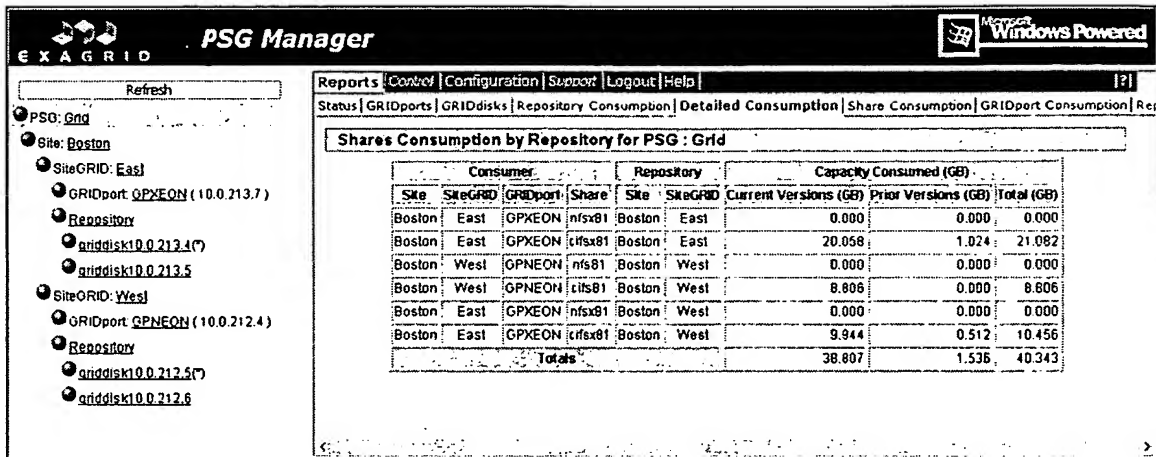 EXAGRID
PSG Manager
Microsoft
Windows Powered
Refresh
PSG: Grid
Site: Boston
SiteGRID: East
GRIDport: GPXEON ( 10.0.213.7 )
Repository
griddisk10.0.213.4(*)
griddisk10.0.213.5
SiteGRID: West
GRIDport: GPNEON ( 10.0.212.4 )
Repository
griddisk10.0.212.5(*)
griddisk10.0.212.6
Reports | Control | Configuration | Support | Logout | Help | |?|
Status | GRIDports | GRIDdisks | Repository Consumption | Detailed Consumption | Share Consumption | GRIDport Consumption |
Shares Consumption by Repository for PSG : Grid
Consumer Repository Capacity Consumed (GB)
Site SiteGRID GRIDport Share Site SiteGRID Current Versions (GB) Prior Versions (GB) Total (GB)
Boston East GPXEON nfsx81 Boston East 0.000 0.000 0.000
Boston East GPXEON cifsx81 Boston East 20.058 1.024 21.082
Boston West GPNEON nfs81 Boston West 0.000 0.000 0.000
Boston West GPNEON cifs81 Boston West 8.806 0.000 8.806
Boston East GPXEON nfsx81 Boston West 0.000 0.000 0.000
Boston East GPXEON cifsx81 Boston West 9.944 0.512 10.456
Totals 38.807 1.536 40.343